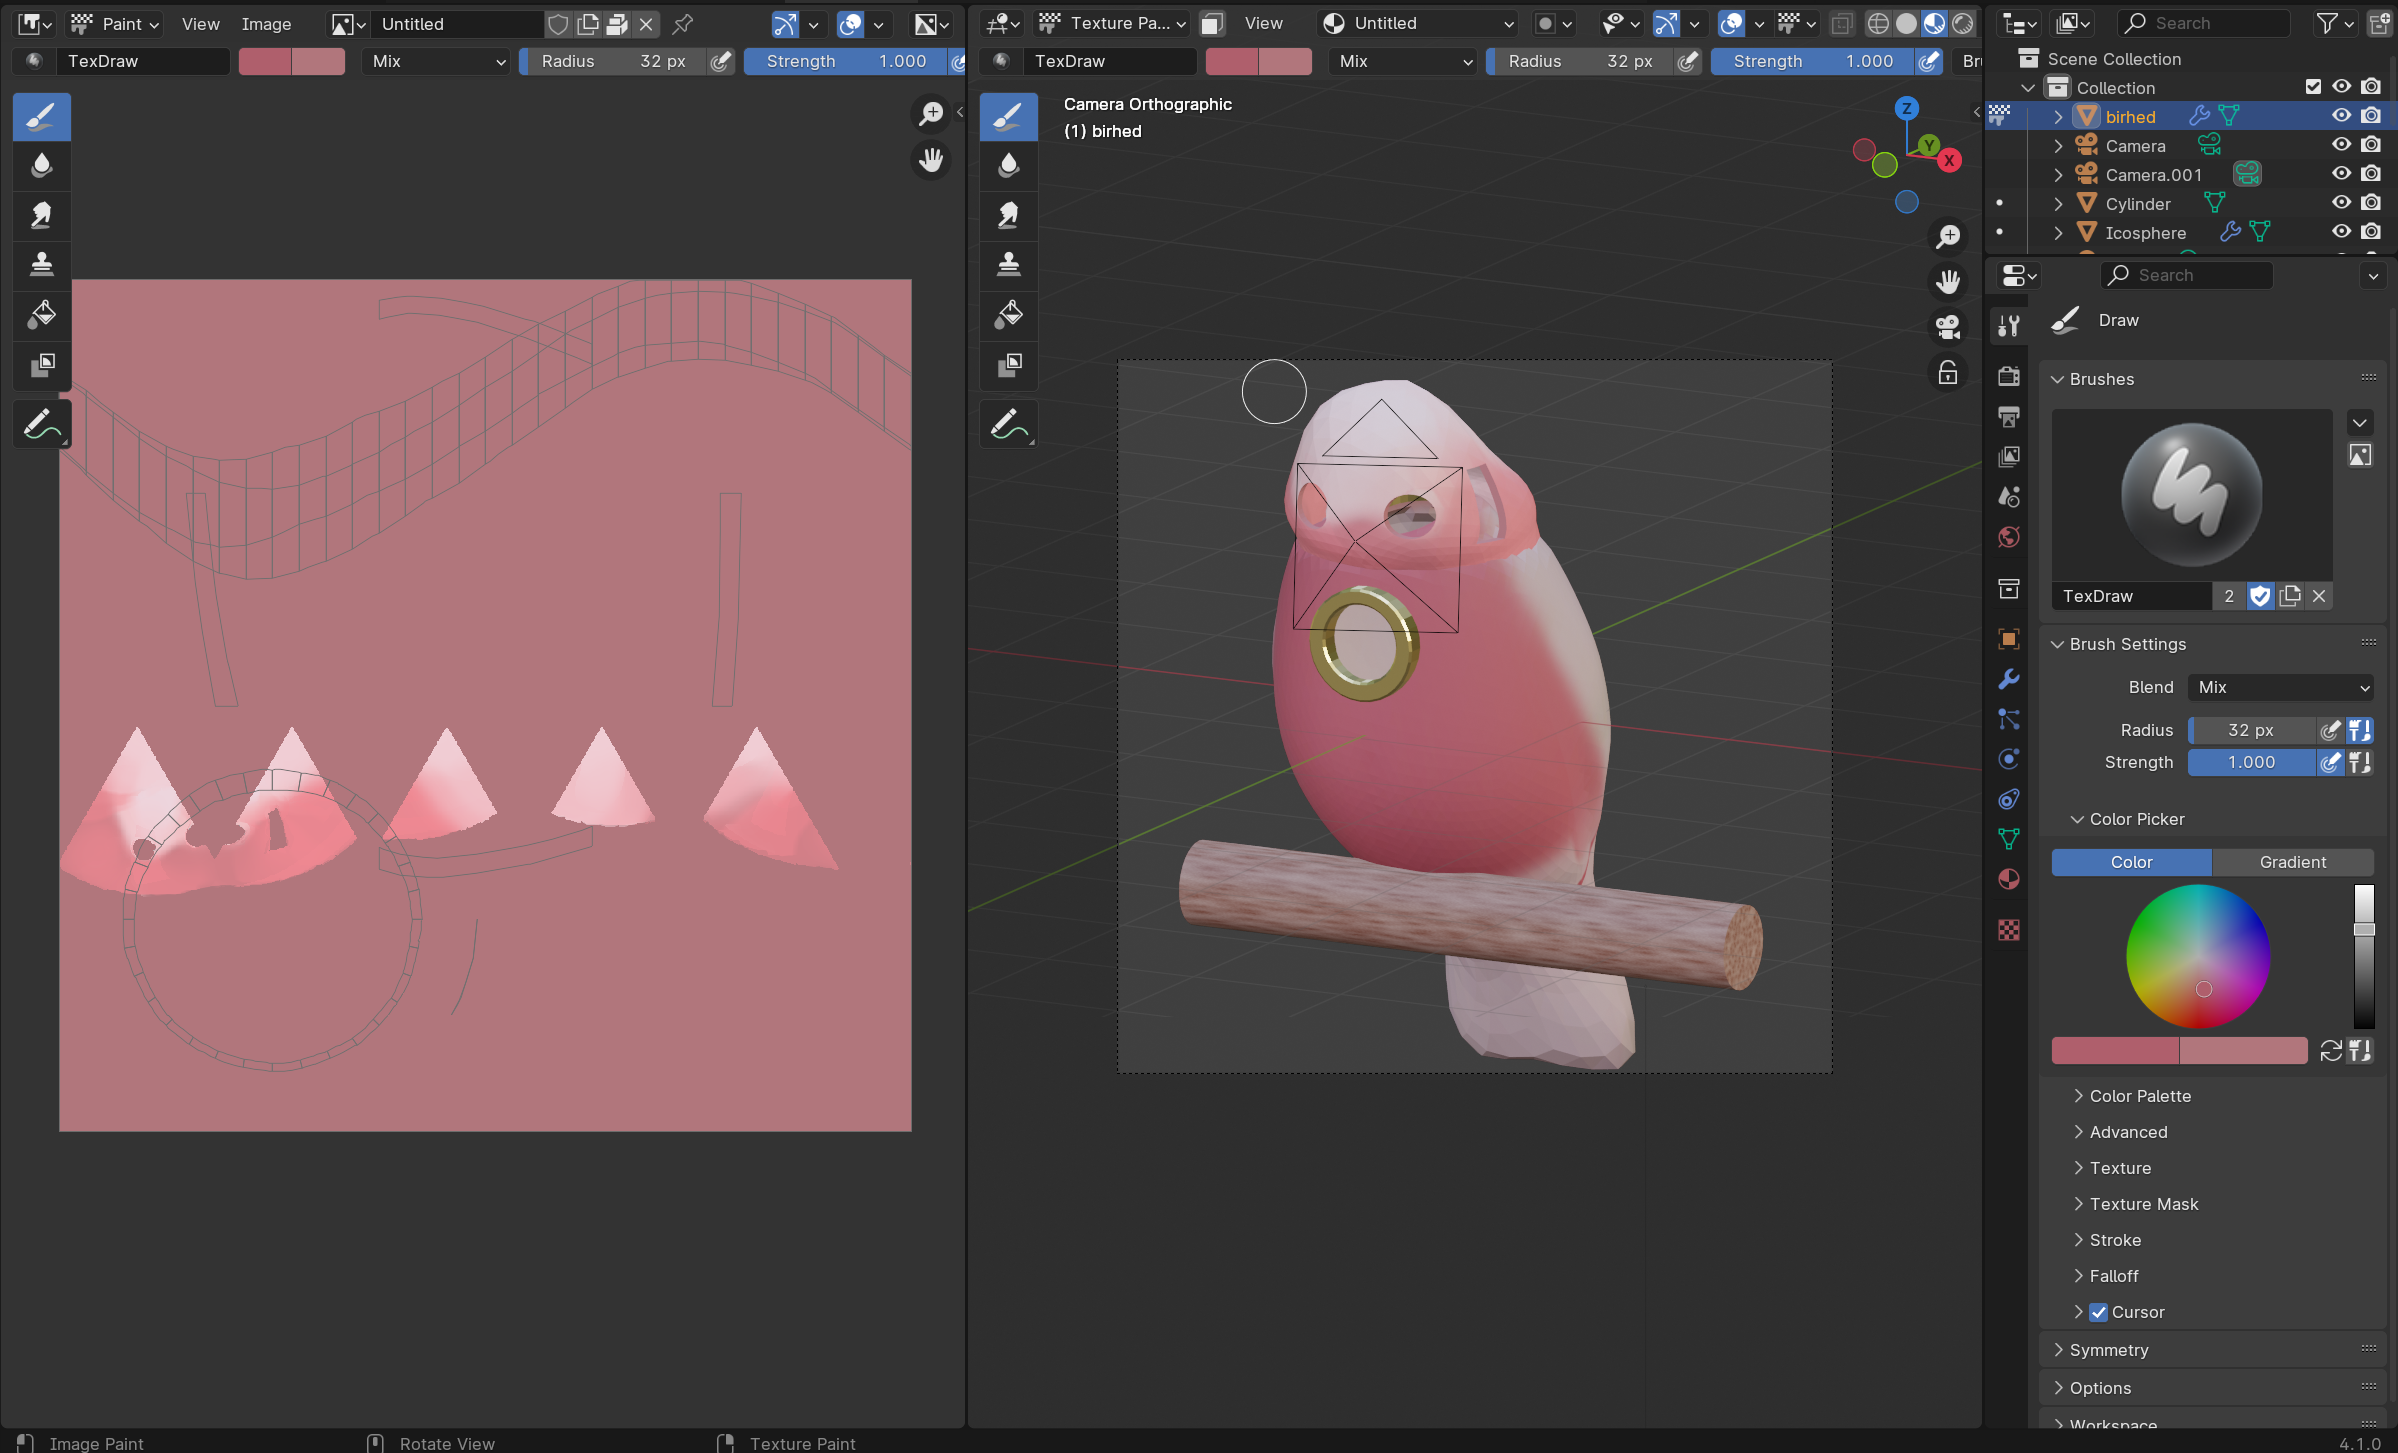 Paint View Image Untitled
TexDraw Mix Radius 32 px Strength 1.000
Texture Pa... View Untitled
TexDraw Mix Radius 32 px Strength 1.000
Camera Orthographic
(1) birhed
Z
Y
X
Search
Scene Collection
Collection
birhed
Camera
Camera.001
Cylinder
Icosphere
Search
Draw
Brushes
TexDraw 2
Brush Settings
Blend Mix
Radius 32 px
Strength 1.000
Color Picker
Color Gradient
Color Palette
Advanced
Texture
Texture Mask
Stroke
Falloff
Cursor
Symmetry
Options
Workspace
Image Paint Rotate View Texture Paint 4.1.0